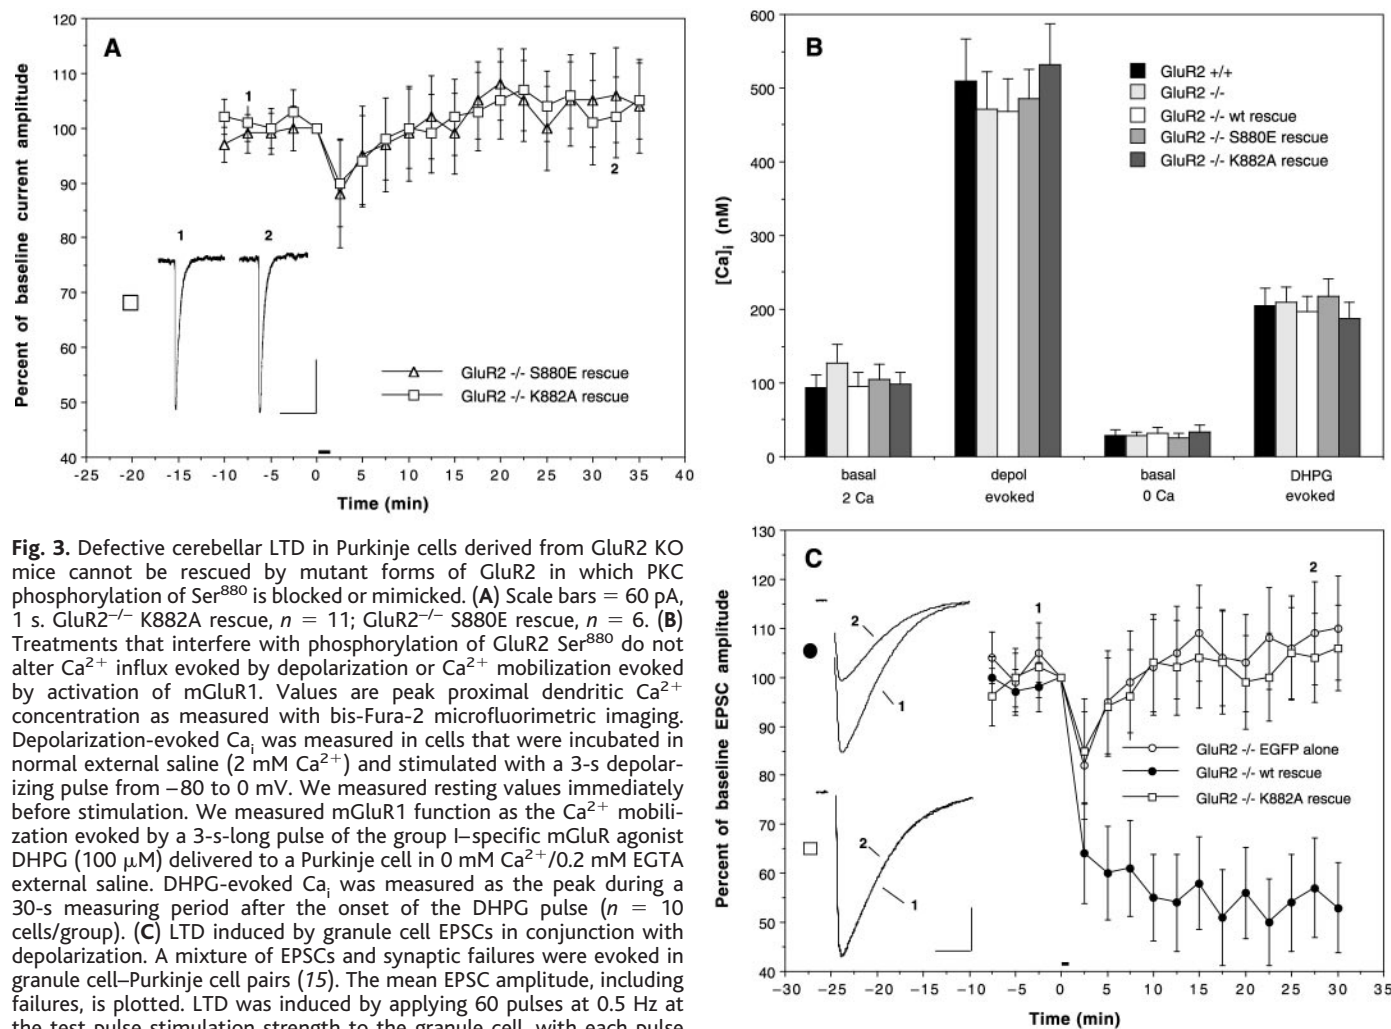 A
120
110
100
90
80
70
60
50
40
Percent of baseline current amplitude
1
2
1 2
GluR2 -/- S880E rescue
GluR2 -/- K882A rescue
-25 -20 -15 -10 -5 0 5 10 15 20 25 30 35 40
Time (min)
B
600
500
400
300
200
100
0
[Ca]i (nM)
GluR2 +/+
GluR2 -/-
GluR2 -/- wt rescue
GluR2 -/- S880E rescue
GluR2 -/- K882A rescue
basal depol basal DHPG
2 Ca evoked 0 Ca evoked
Fig. 3. Defective cerebellar LTD in Purkinje cells derived from GluR2 KO
mice cannot be rescued by mutant forms of GluR2 in which PKC
phosphorylation of Ser880 is blocked or mimicked. (A) Scale bars = 60 pA,
1 s. GluR2−/− K882A rescue, n = 11; GluR2−/− S880E rescue, n = 6. (B)
Treatments that interfere with phosphorylation of GluR2 Ser880 do not
alter Ca2+ influx evoked by depolarization or Ca2+ mobilization evoked
by activation of mGluR1. Values are peak proximal dendritic Ca2+
concentration as measured with bis-Fura-2 microfluorimetric imaging.
Depolarization-evoked Cai was measured in cells that were incubated in
normal external saline (2 mM Ca2+) and stimulated with a 3-s depolar-
izing pulse from −80 to 0 mV. We measured resting values immediately
before stimulation. We measured mGluR1 function as the Ca2+ mobili-
zation evoked by a 3-s-long pulse of the group I–specific mGluR agonist
DHPG (100 μM) delivered to a Purkinje cell in 0 mM Ca2+/0.2 mM EGTA
external saline. DHPG-evoked Cai was measured as the peak during a
30-s measuring period after the onset of the DHPG pulse (n = 10
cells/group). (C) LTD induced by granule cell EPSCs in conjunction with
depolarization. A mixture of EPSCs and synaptic failures were evoked in
granule cell–Purkinje cell pairs (15). The mean EPSC amplitude, including
failures, is plotted. LTD was induced by applying 60 pulses at 0.5 Hz at
the test pulse stimulation strength to the granule cell, with each pulse
C
130
120
110
100
90
80
70
60
50
40
Percent of baseline EPSC amplitude
2
1
2
1
2
1
GluR2 -/- EGFP alone
GluR2 -/- wt rescue
GluR2 -/- K882A rescue
−30 −25 −20 −15 −10 −5 0 5 10 15 20 25 30 35
Time (min)